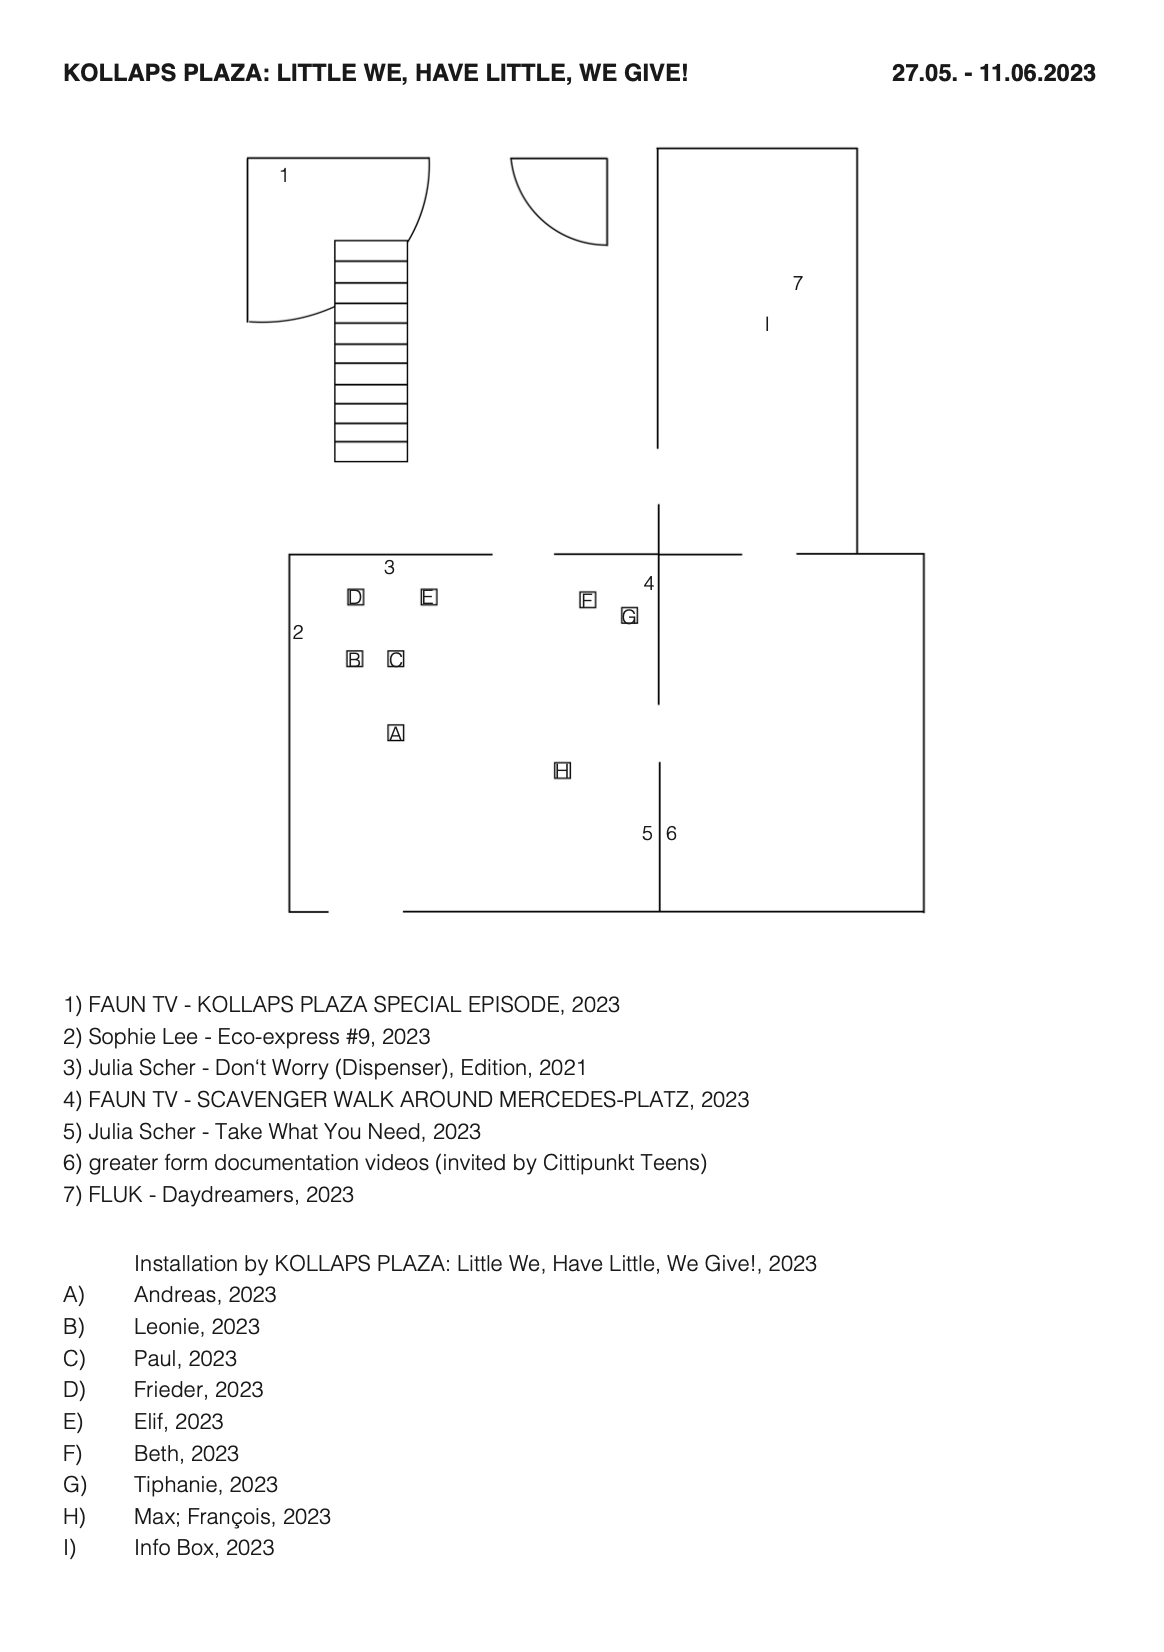 KOLLAPS PLAZA: LITTLE WE, HAVE LITTLE, WE GIVE! 27.05. - 11.06.2023
1
7
I
3
4
D E F
G
2
B C
A
H
5 6
1) FAUN TV - KOLLAPS PLAZA SPECIAL EPISODE, 2023
2) Sophie Lee - Eco-express #9, 2023
3) Julia Scher - Don‘t Worry (Dispenser), Edition, 2021
4) FAUN TV - SCAVENGER WALK AROUND MERCEDES-PLATZ, 2023
5) Julia Scher - Take What You Need, 2023
6) greater form documentation videos (invited by Cittipunkt Teens)
7) FLUK - Daydreamers, 2023
Installation by KOLLAPS PLAZA: Little We, Have Little, We Give!, 2023
A) Andreas, 2023
B) Leonie, 2023
C) Paul, 2023
D) Frieder, 2023
E) Elif, 2023
F) Beth, 2023
G) Tiphanie, 2023
H) Max; François, 2023
I) Info Box, 2023